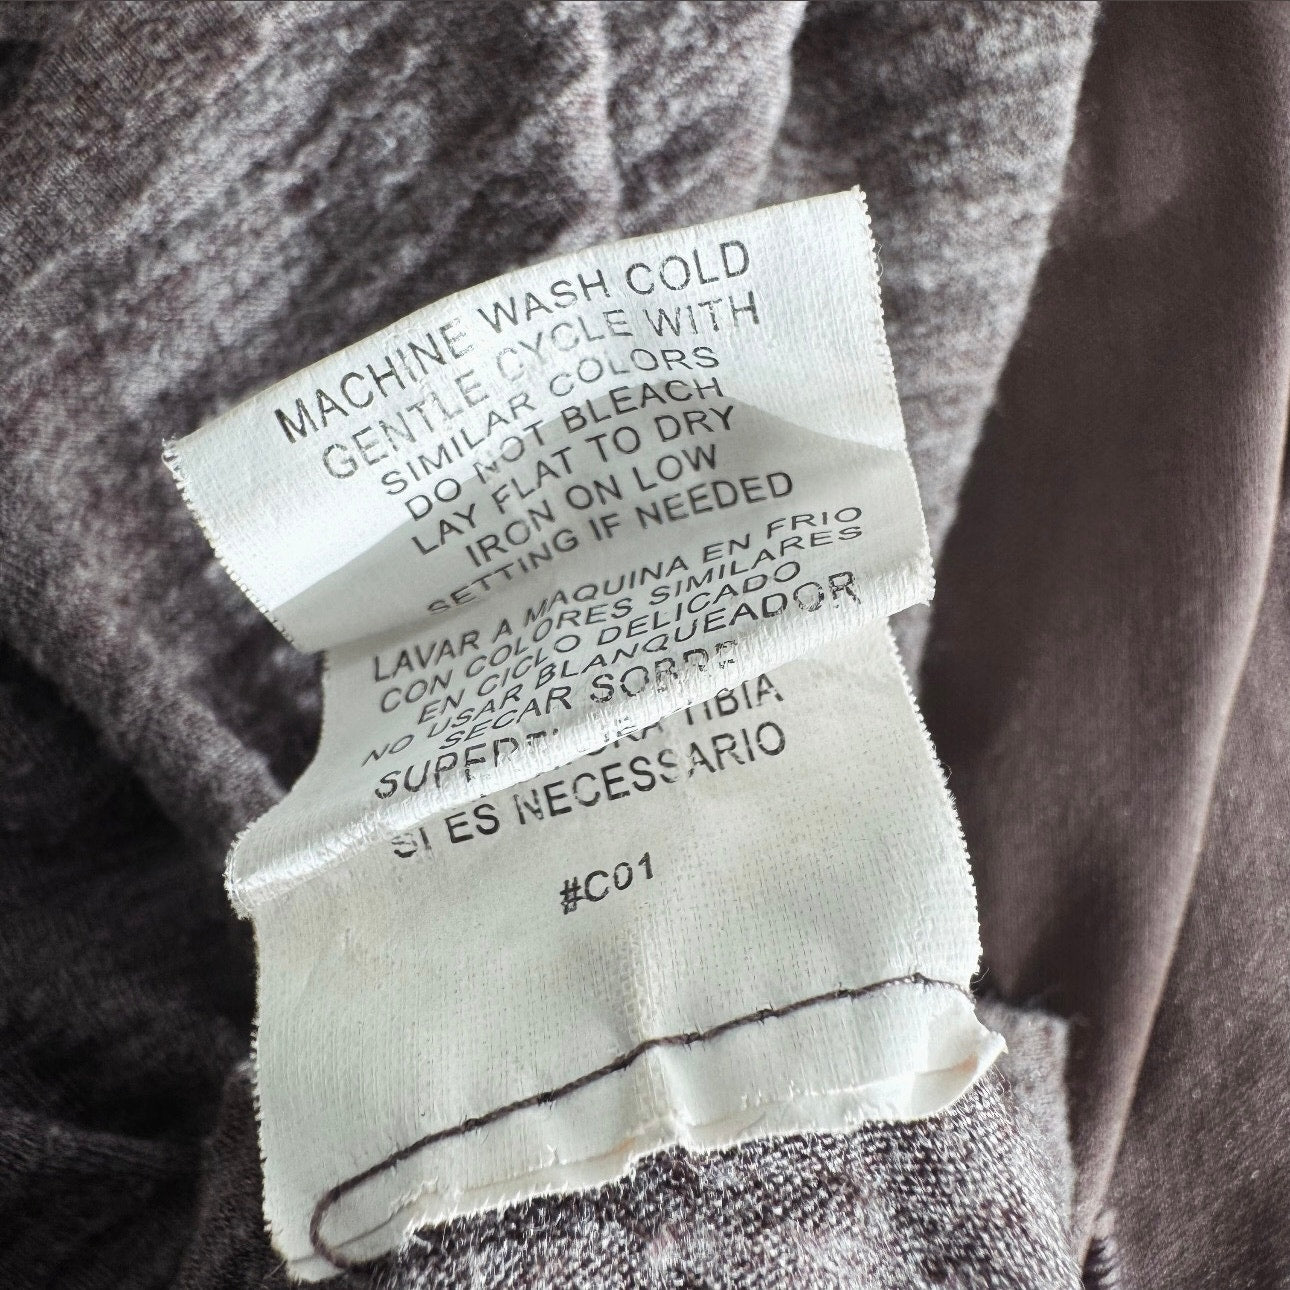 MACHINE WASH COLD
GENTLE CYCLE WITH
SIMILAR COLORS
DO NOT BLEACH
LAY FLAT TO DRY
IRON ON LOW
SETTING IF NEEDED
LAVAR A MAQUINA EN FRIO
CON COLORES SIMILARES
EN CICLO DELICADO
NO USAR BLANQUEADOR
SECAR SOBRE
TIBIA
SI ES NECESSARIO
#C01